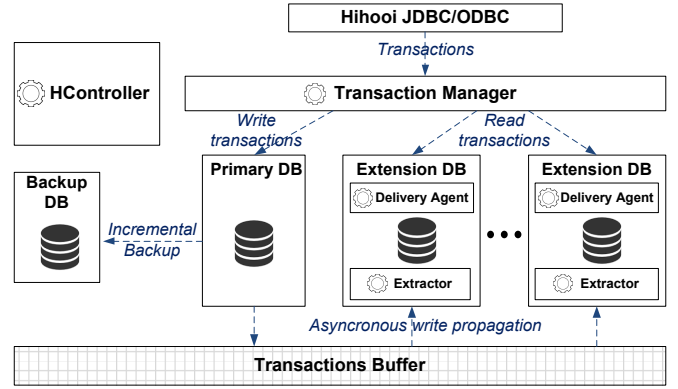 Hihooi JDBC/ODBC
Transactions
HController
Transaction Manager
Write
transactions
Read
transactions
Primary DB
Extension DB
Extension DB
Backup
DB
Delivery Agent
Delivery Agent
Incremental
Backup
Extractor
Extractor
Asyncronous write propagation
Transactions Buffer